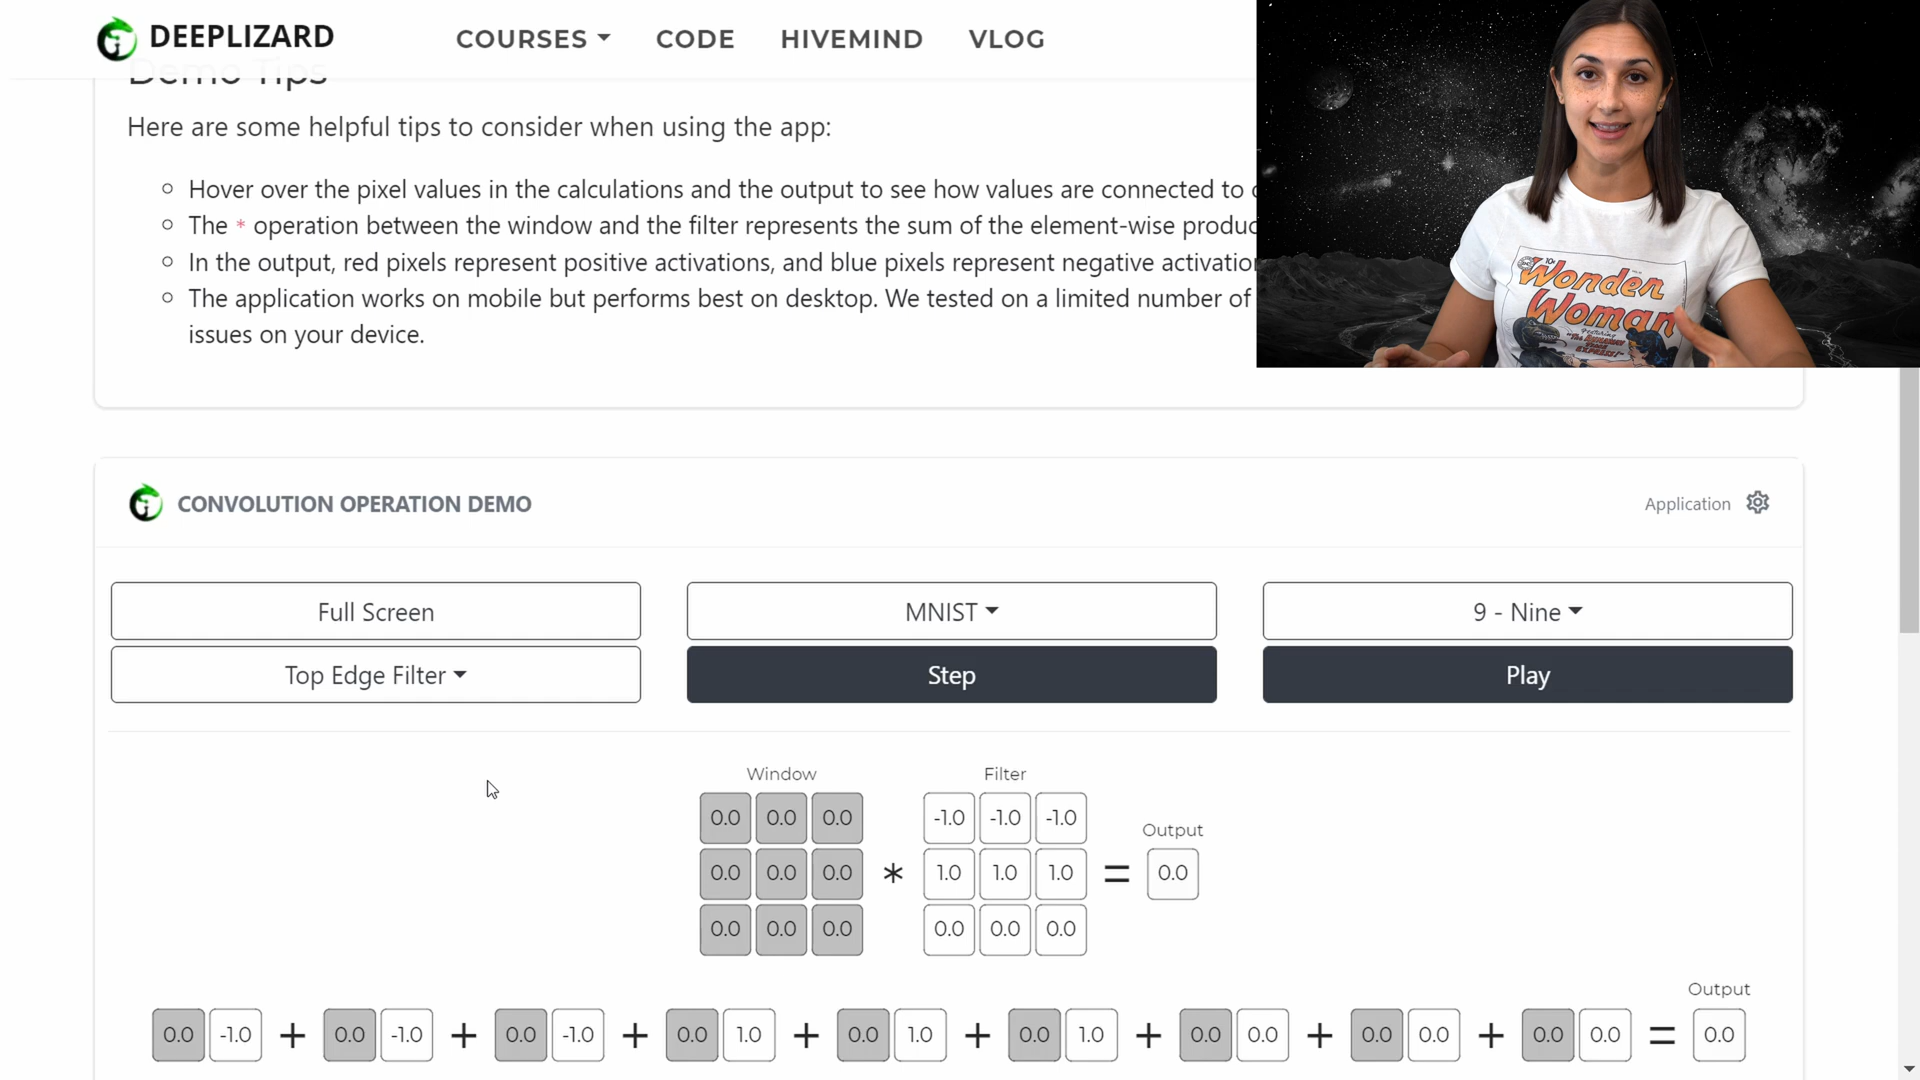 DEEPLIZARD
COURSES
CODE
HIVEMIND
VLOG
Demo Tips
Here are some helpful tips to consider when using the app:
Hover over the pixel values in the calculations and the output to see how values are connected to
The * operation between the window and the filter represents the sum of the element-wise
In the output, red pixels represent positive activations, and blue pixels represent negative
The application works on mobile but performs best on desktop. We tested on a limited number of
issues on your device.
10¢
Wonder
Woman
Featuring
CONVOLUTION OPERATION DEMO
Application
Full Screen
MNIST
9 - Nine
Top Edge Filter
Step
Play
Window
Filter
0.0 0.0 0.0
-1.0 -1.0 -1.0
Output
0.0 0.0 0.0 * 1.0 1.0 1.0 = 0.0
0.0 0.0 0.0
0.0 0.0 0.0
Output
0.0 -1.0 + 0.0 -1.0 + 0.0 -1.0 + 0.0 1.0 + 0.0 1.0 + 0.0 1.0 + 0.0 0.0 + 0.0 0.0 + 0.0 0.0 = 0.0